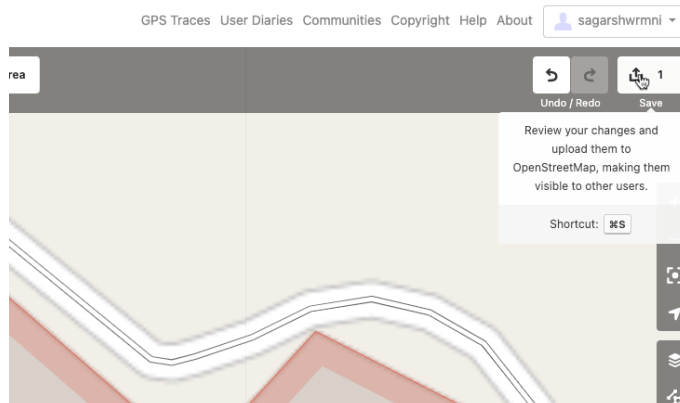 GPS Traces User Diaries Communities Copyright Help About sagarshwrmni
rea
1
Undo / Redo Save
Review your changes and
upload them to
OpenStreetMap, making them
visible to other users.
Shortcut: ⌘S